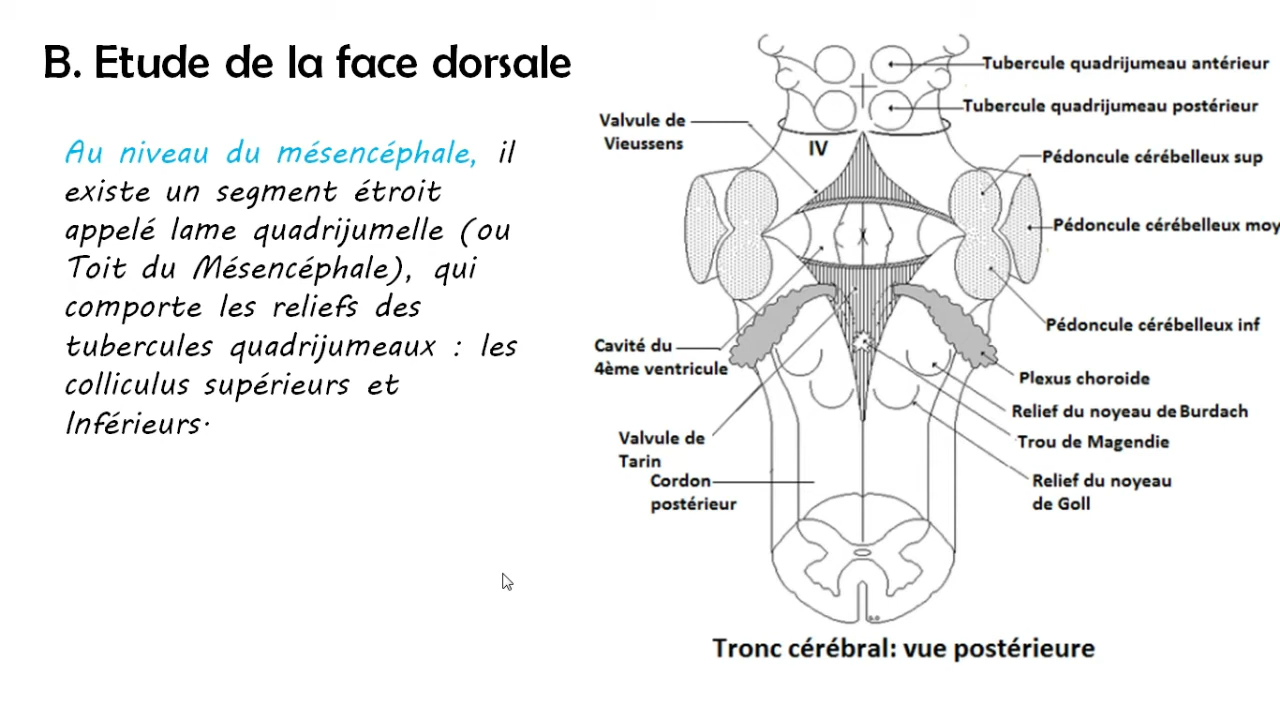 B. Etude de la face dorsale
Au niveau du mésencéphale, il
existe un segment étroit
appelé lame quadrijumelle (ou
Toit du Mésencéphale), qui
comporte les reliefs des
tubercules quadrijumeaux : les
colliculus supérieurs et
Inférieurs.
Tubercule quadrijumeau antérieur
Tubercule quadrijumeau postérieur
Valvule de
Vieussens
IV
Pédoncule cérébelleux sup
Pédoncule cérébelleux moy
Pédoncule cérébelleux inf
Cavité du
4ème ventricule
Plexus choroide
Relief du noyeau de Burdach
Trou de Magendie
Valvule de
Tarin
Cordon
postérieur
Relief du noyeau
de Goll
Tronc cérébral: vue postérieure